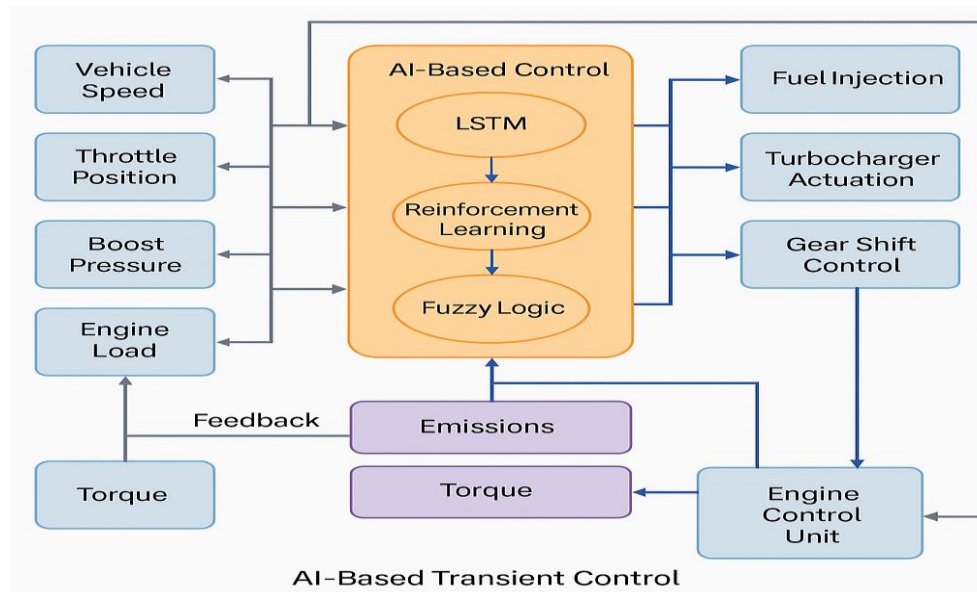 Vehicle
Speed
Throttle
Position
Boost
Pressure
Engine
Load
Torque
Feedback
AI-Based Control
LSTM
Reinforcement
Learning
Fuzzy Logic
Emissions
Torque
Fuel Injection
Turbocharger
Actuation
Gear Shift
Control
Engine
Control
Unit
AI-Based Transient Control